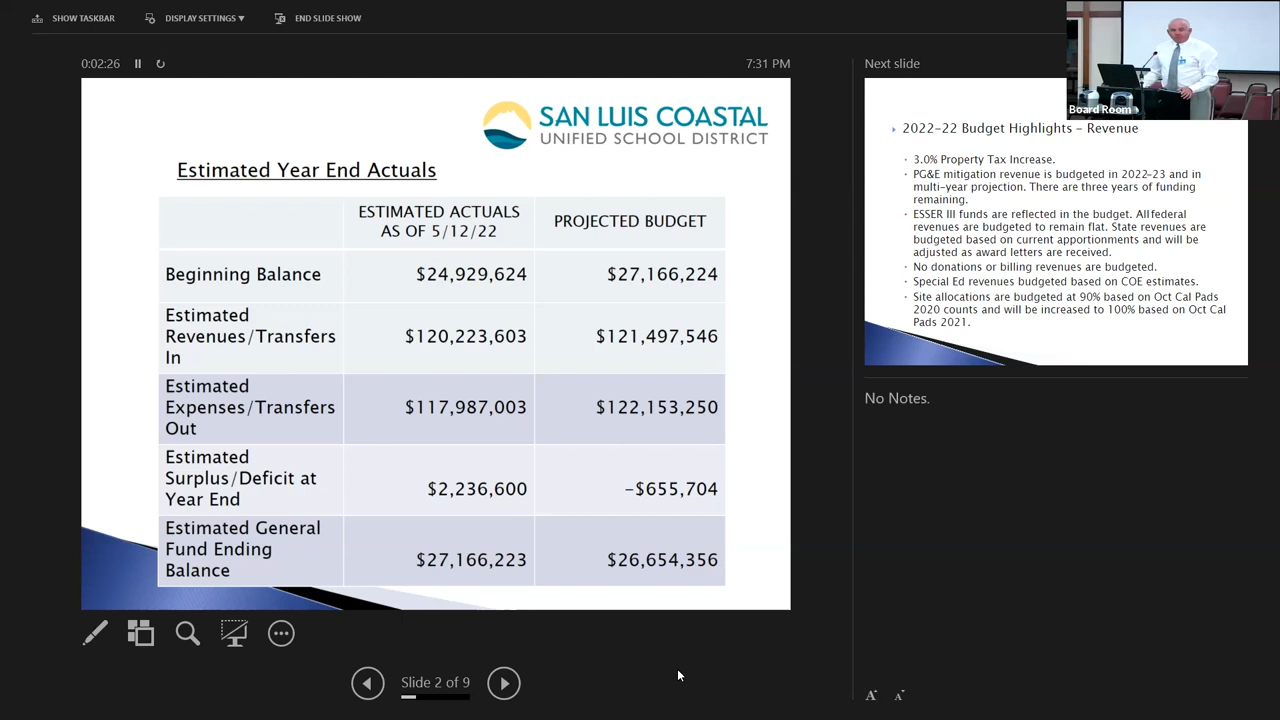 SHOW TASKBAR
DISPLAY SETTINGS ▾
END SLIDE SHOW
0:02:26
7:31 PM
SAN LUIS COASTAL
UNIFIED SCHOOL DISTRICT
Estimated Year End Actuals
ESTIMATED ACTUALS
AS OF 5/12/22
PROJECTED BUDGET
Beginning Balance
$24,929,624
$27,166,224
Estimated
Revenues/Transfers
In
$120,223,603
$121,497,546
Estimated
Expenses/Transfers
Out
$117,987,003
$122,153,250
Estimated
Surplus/Deficit at
Year End
$2,236,600
-$655,704
Estimated General
Fund Ending
Balance
$27,166,223
$26,654,356
Slide 2 of 9
Next slide
Board Room
2022-22 Budget Highlights - Revenue
3.0% Property Tax Increase.
PG&E mitigation revenue is budgeted in 2022-23 and in
multi-year projection. There are three years of funding
remaining.
ESSER III funds are reflected in the budget. All federal
revenues are budgeted to remain flat. State revenues are
budgeted based on current apportionments and will be
adjusted as award letters are received.
No donations or billing revenues are budgeted.
Special Ed revenues budgeted based on COE estimates.
Site allocations are budgeted at 90% based on Oct Cal Pads
2020 counts and will be increased to 100% based on Oct Cal
Pads 2021.
No Notes.
A A